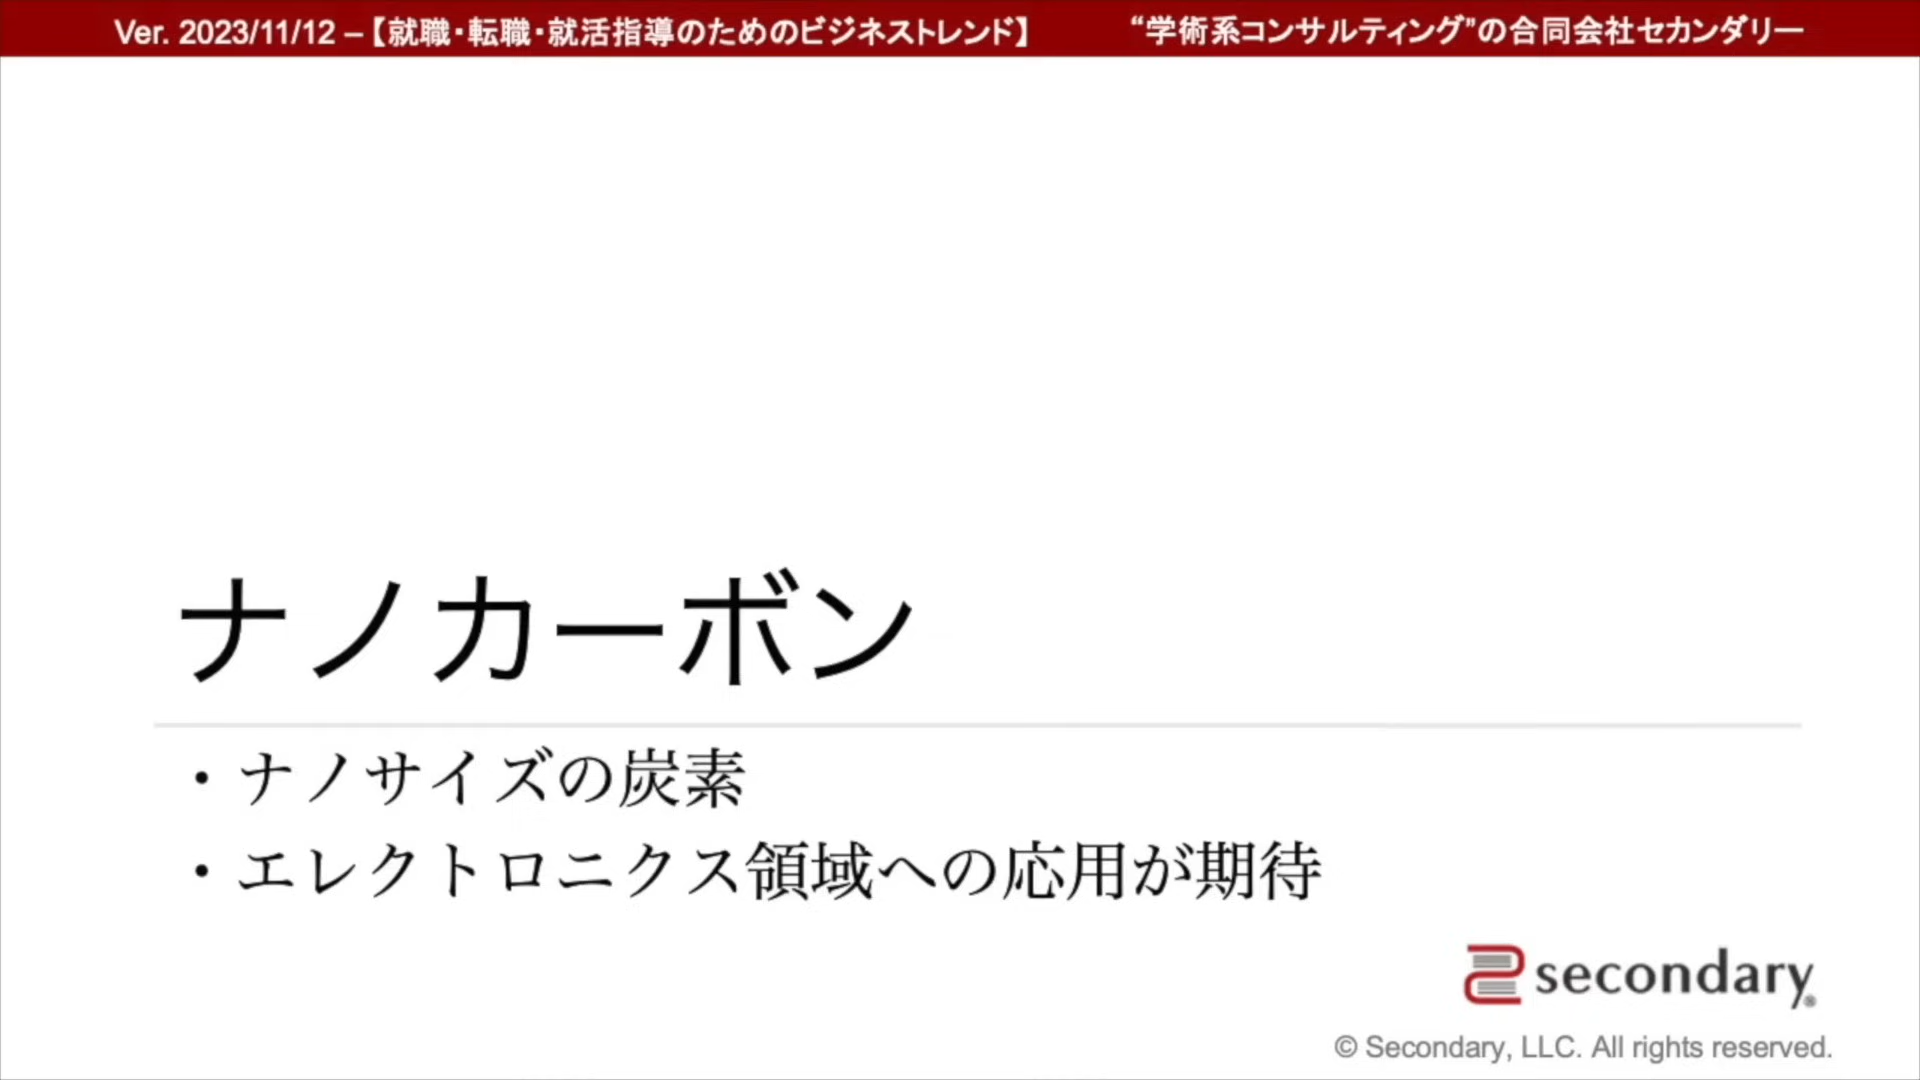 Ver. 2023/11/12 –【就職・転職・就活指導のためのビジネストレンド】 “学術系コンサルティング”の合同会社セカンダリー
ナノカーボン
・ナノサイズの炭素
・エレクトロニクス領域への応用が期待
secondary®
© Secondary, LLC. All rights reserved.